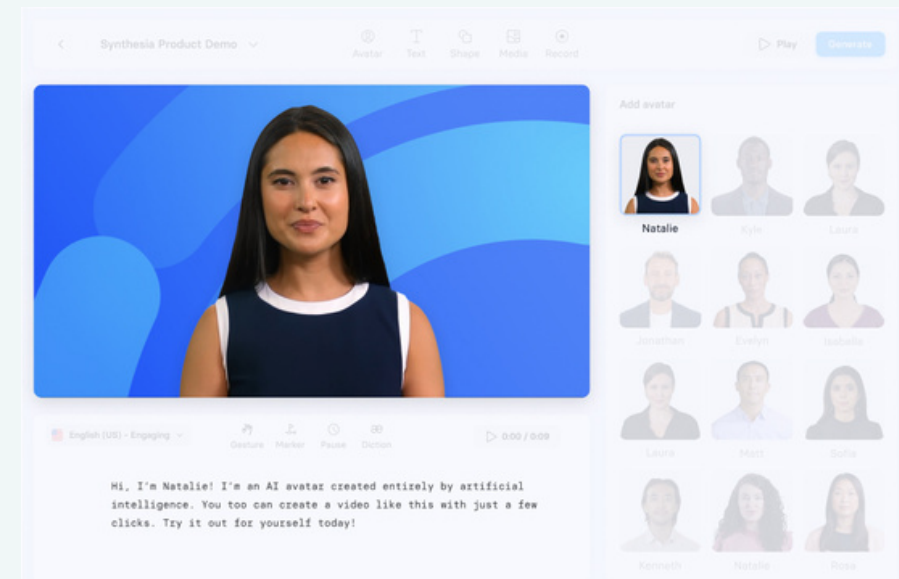 Synthesia Product Demo
Avatar Text Shape Media Record
Play
Generate
Add avatar
Natalie Kyle Laura
Jonathan Evelyn Isabella
Laura Matt Sofia
Kenneth Natalie Rosa
English (US) - Engaging
Gesture Marker Pause æ Diction
0:00 / 0:09
Hi, I'm Natalie! I'm an AI avatar created entirely by artificial
intelligence. You too can create a video like this with just a few
clicks. Try it out for yourself today!